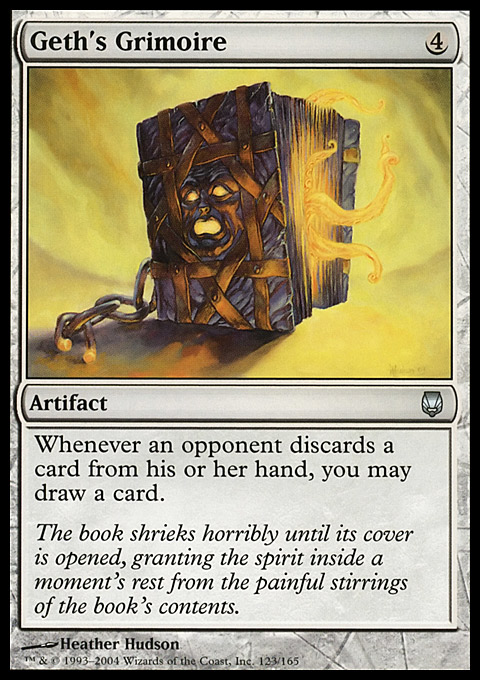 Geth's Grimoire 4
Artifact
Whenever an opponent discards a
card from his or her hand, you may
draw a card.
The book shrieks horribly until its cover
is opened, granting the spirit inside a
moment's rest from the painful stirrings
of the book's contents.
Heather Hudson
™ & © 1993–2004 Wizards of the Coast, Inc. 123/165